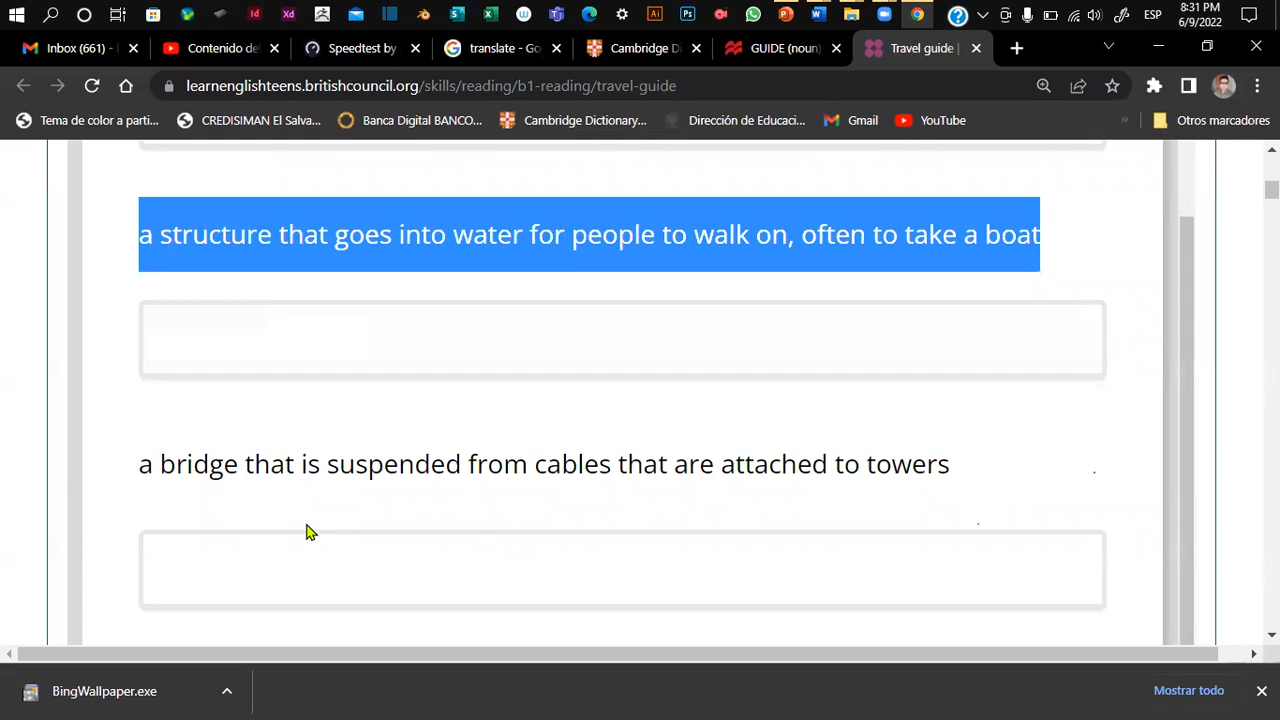 8:31 PM
ESP
6/9/2022
Inbox (661) -
Contenido de
Speedtest by
translate - Go
Cambridge D
GUIDE (noun)
Travel guide |
learnenglishteens.britishcouncil.org/skills/reading/b1-reading/travel-guide
Tema de color a parti...
CREDISIMAN El Salva...
Banca Digital BANCO...
Cambridge Dictionary...
Dirección de Educaci...
Gmail
YouTube
»
Otros marcadores
a structure that goes into water for people to walk on, often to take a boat
a bridge that is suspended from cables that are attached to towers
BingWallpaper.exe
Mostrar todo